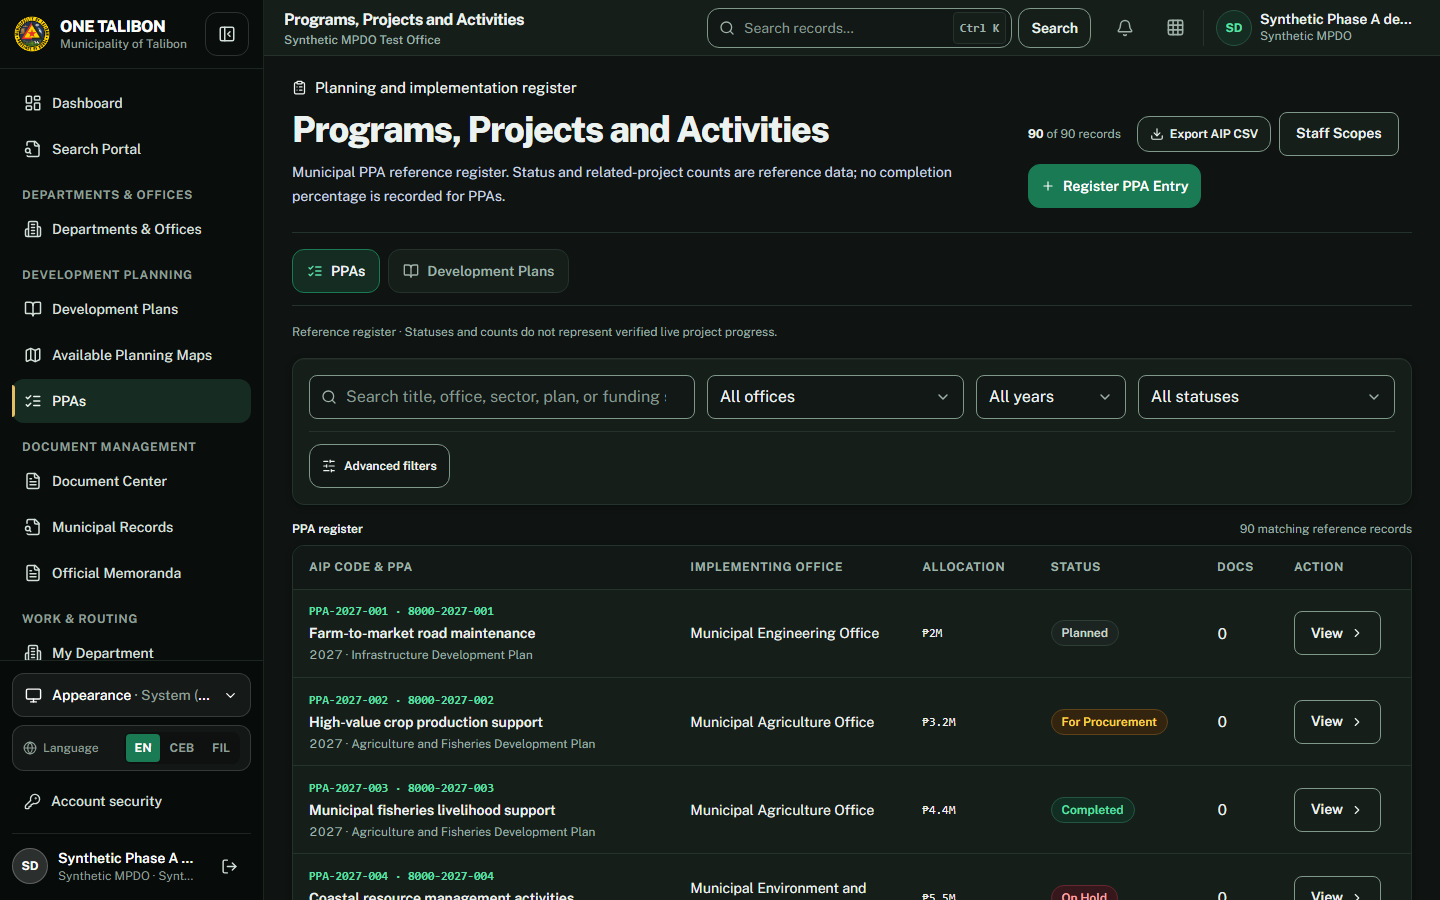 ONE TALIBON
Municipality of Talibon
Programs, Projects and Activities
Synthetic MPDO Test Office
Search records...
Ctrl K
Search
SD
Synthetic Phase A de...
Synthetic MPDO
Dashboard
Search Portal
DEPARTMENTS & OFFICES
Departments & Offices
DEVELOPMENT PLANNING
Development Plans
Available Planning Maps
PPAs
DOCUMENT MANAGEMENT
Document Center
Municipal Records
Official Memoranda
WORK & ROUTING
My Department
Appearance · System (...
Language
EN
CEB
FIL
Account security
SD
Synthetic Phase A ...
Synthetic MPDO · Synt...
Planning and implementation register
Programs, Projects and Activities
Municipal PPA reference register. Status and related-project counts are reference data; no completion
percentage is recorded for PPAs.
90 of 90 records
Export AIP CSV
Staff Scopes
+ Register PPA Entry
PPAs
Development Plans
Reference register · Statuses and counts do not represent verified live project progress.
Search title, office, sector, plan, or funding
All offices
All years
All statuses
Advanced filters
PPA register
90 matching reference records
AIP CODE & PPA
IMPLEMENTING OFFICE
ALLOCATION
STATUS
DOCS
ACTION
PPA-2027-001 · 8000-2027-001
Farm-to-market road maintenance
2027 · Infrastructure Development Plan
Municipal Engineering Office
₱2M
Planned
0
View
PPA-2027-002 · 8000-2027-002
High-value crop production support
2027 · Agriculture and Fisheries Development Plan
Municipal Agriculture Office
₱3.2M
For Procurement
0
View
PPA-2027-003 · 8000-2027-003
Municipal fisheries livelihood support
2027 · Agriculture and Fisheries Development Plan
Municipal Agriculture Office
₱4.4M
Completed
0
View
PPA-2027-004 · 8000-2027-004
Coastal resource management activities
Municipal Environment and
₱5.5M
On Hold
0
View